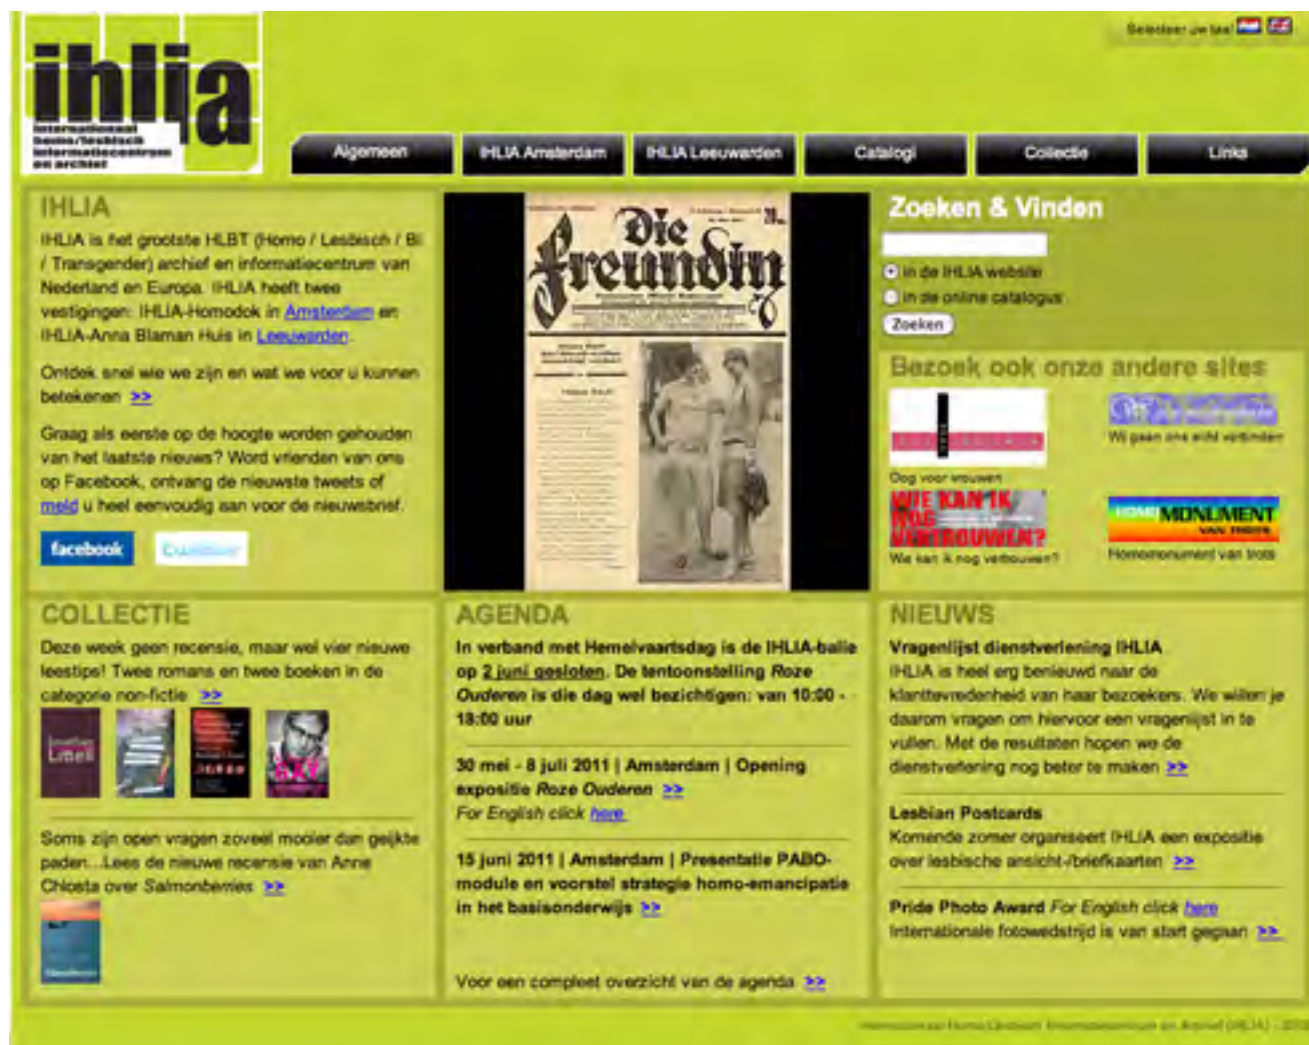 Selecteer uw taal
ihlia
internationaal
homo/lesbisch
informatiecentrum
en archief
Algemeen
IHLIA Amsterdam
IHLIA Leeuwarden
Catalogi
Collectie
Links
IHLIA
IHLIA is het grootste HLBT (Homo / Lesbisch / Bi
/ Transgender) archief en informatiecentrum van
Nederland en Europa. IHLIA heeft twee
vestigingen: IHLIA-Homodok in Amsterdam en
IHLIA-Anna Blaman Huis in Leeuwarden.
Ontdek snel wie we zijn en wat we voor u kunnen
betekenen >>
Graag als eerste op de hoogte worden gehouden
van het laatste nieuws? Word vrienden van ons
op Facebook, ontvang de nieuwste tweets of
meld u heel eenvoudig aan voor de nieuwsbrief.
facebook
twitter
Die
Freundin
Zoeken & Vinden
in de IHLIA website
in de online catalogus
Zoeken
Bezoek ook onze andere sites
Oog voor vrouwen
Wij gaan ons echt verbinden
WIE KAN IK
NOG
VERTROUWEN?
Wie kan ik nog vertrouwen?
HOMOMONUMENT
VAN TROTS
Homomonument van trots
COLLECTIE
Deze week geen recensie, maar wel vier nieuwe
leestips! Twee romans en twee boeken in de
categorie non-fictie >>
Soms zijn open vragen zoveel mooier dan geijkte
paden...Lees de nieuwe recensie van Anne
Chlosta over Salmonberries >>
AGENDA
In verband met Hemelvaartsdag is de IHLIA-balie
op 2 juni gesloten. De tentoonstelling Roze
Ouderen is die dag wel bezichtigen: van 10:00 -
18:00 uur
30 mei - 8 juli 2011 | Amsterdam | Opening
expositie Roze Ouderen >>
For English click here
15 juni 2011 | Amsterdam | Presentatie PABO-
module en voorstel strategie homo-emancipatie
in het basisonderwijs >>
Voor een compleet overzicht van de agenda >>
NIEUWS
Vragenlijst dienstverlening IHLIA
IHLIA is heel erg benieuwd naar de
klanttevredenheid van haar bezoekers. We willen je
daarom vragen om hiervoor een vragenlijst in te
vullen. Met de resultaten hopen we de
dienstverlening nog beter te maken >>
Lesbian Postcards
Komende zomer organiseert IHLIA een expositie
over lesbische ansicht-/briefkaarten >>
Pride Photo Award For English click here
Internationale fotowedstrijd is van start gegaan >>
Internationaal Homo/Lesbisch Informatiecentrum en Archief (IHLIA) -